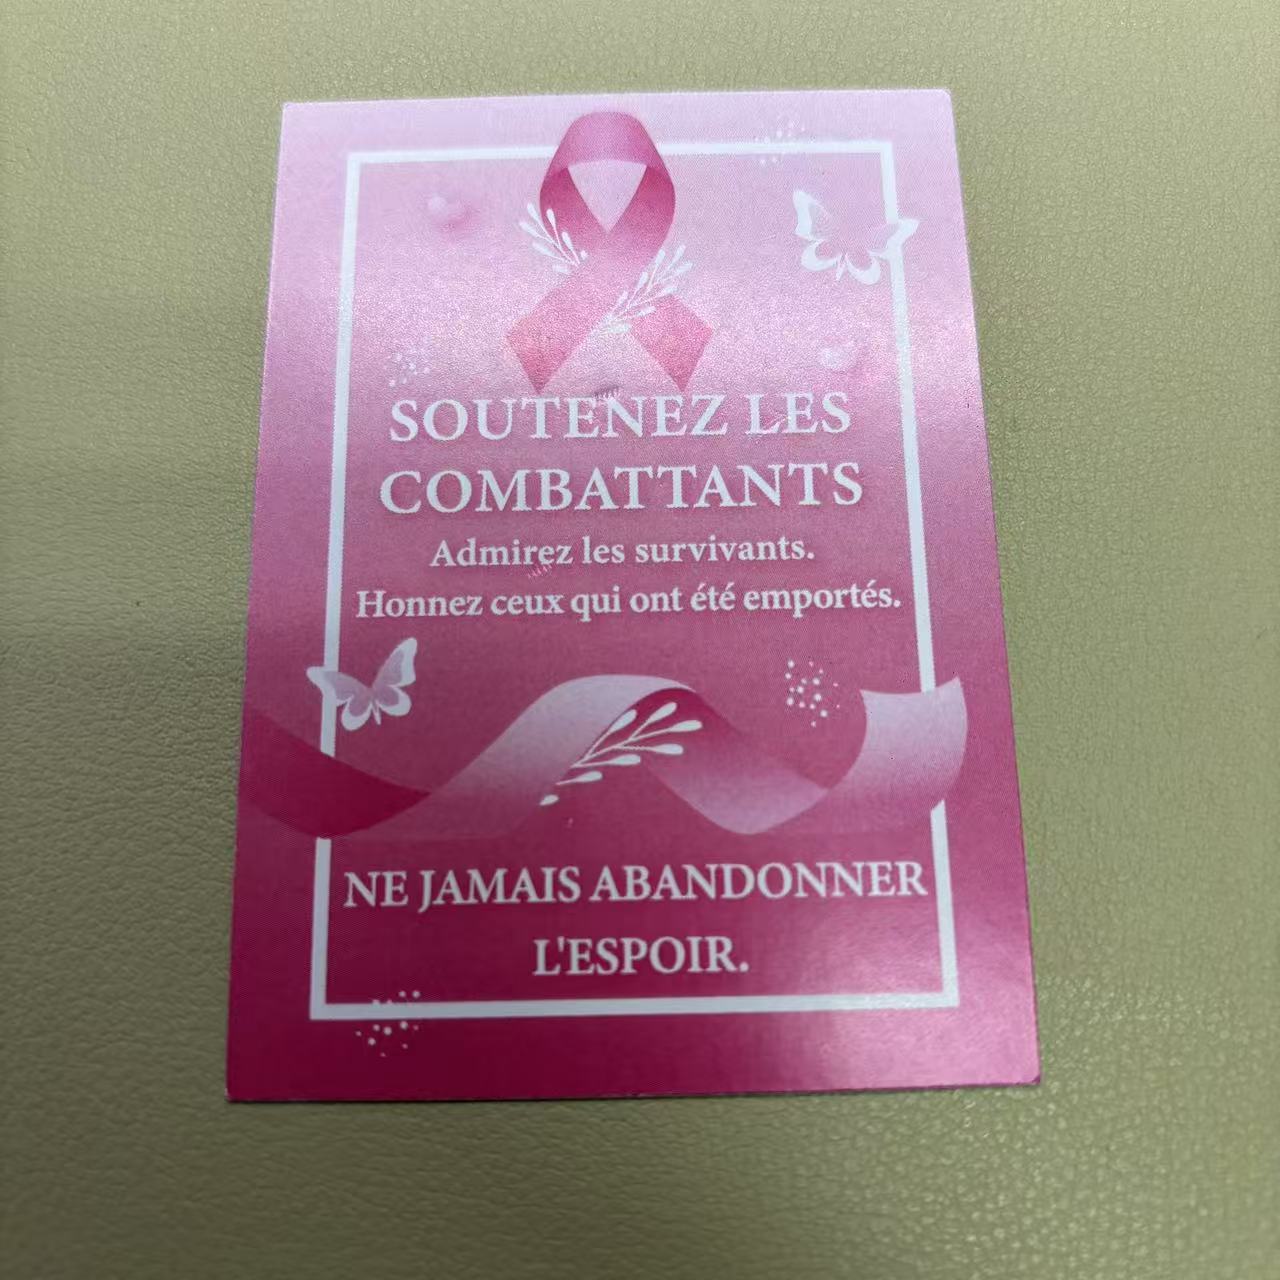 SOUTENEZ LES
COMBATTANTS
Admirez les survivants.
Honnez ceux qui ont été emportés.
NE JAMAIS ABANDONNER
L'ESPOIR.